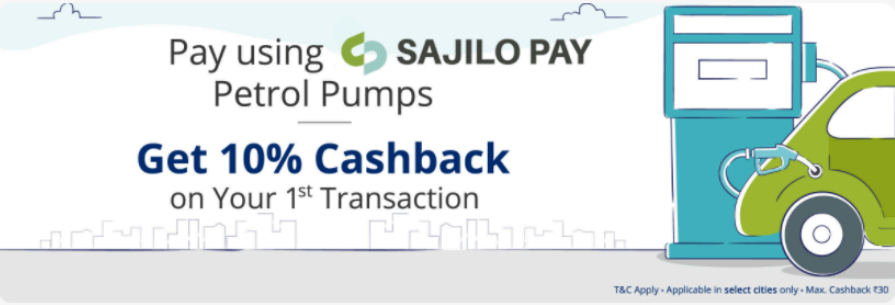 Pay using SAJILO PAY
Petrol Pumps
Get 10% Cashback
on Your 1st Transaction
T&C Apply • Applicable in select cities only • Max. Cashback ₹30